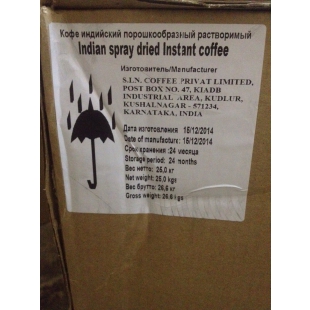 Кофе индийский порошкообразный растворимый
Indian spray dried Instant coffee
Изготовитель/Manufacturer
S.I.N. COFFEE PRIVAT LIMITED,
POST BOX NO. 47, KIADB
INDUSTRIAL AREA, KUDLUR,
KUSHALNAGAR - 571234,
KARNATAKA, INDIA
Дата изготовления 15/12/2014
Date of manufacture: 15/12/2014
Срок хранения :24 месяца
Storage period: 24 months
Вес нетто: 25,0 кг
Net weight: 25,0 kgs
Вес брутто: 26,6 кг
Gross weight: 26,6 kgs